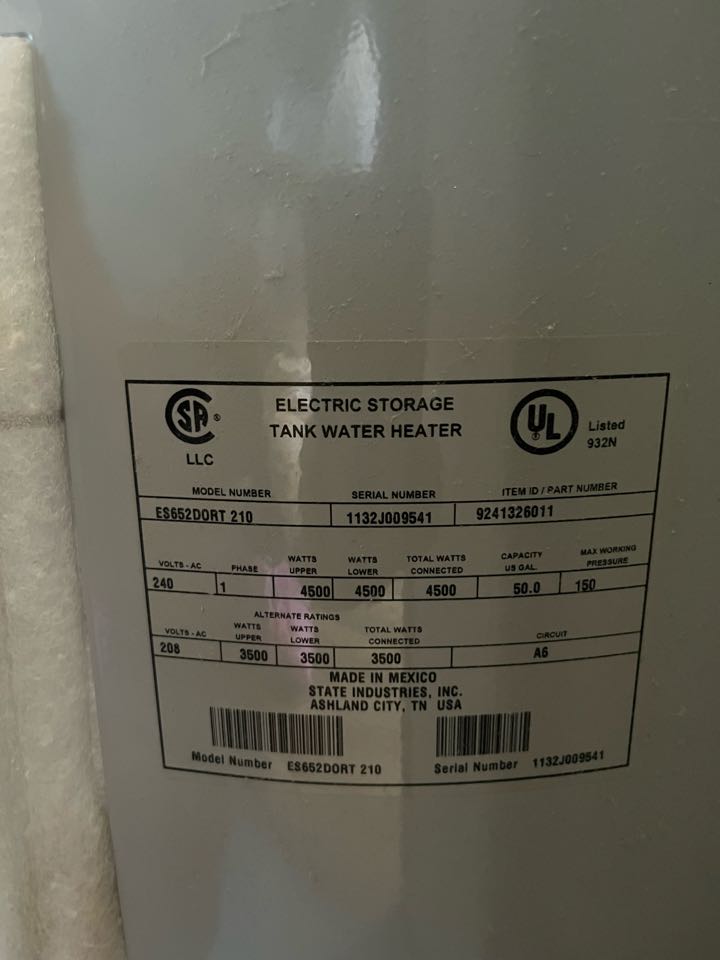 SA ®
LLC
ELECTRIC STORAGE
TANK WATER HEATER
UL ®
Listed
932N
MODEL NUMBER SERIAL NUMBER ITEM ID / PART NUMBER
ES652DORT 210 1132J009541 9241326011
VOLTS - AC PHASE WATTS UPPER WATTS LOWER TOTAL WATTS CONNECTED CAPACITY US GAL. MAX WORKING PRESSURE
240 1 4500 4500 4500 50.0 150
ALTERNATE RATINGS
VOLTS - AC WATTS UPPER WATTS LOWER TOTAL WATTS CONNECTED CIRCUIT
208 3500 3500 3500 A6
MADE IN MEXICO
STATE INDUSTRIES, INC.
ASHLAND CITY, TN USA
Model Number ES652DORT 210 Serial Number 1132J009541